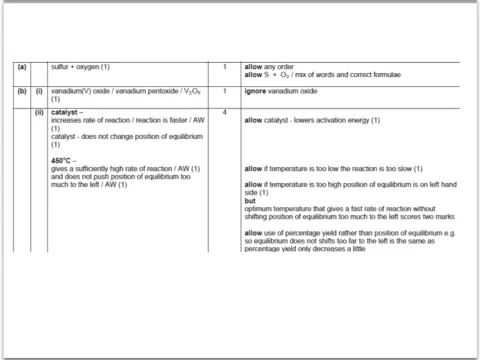 (a) sulfur + oxygen (1) 1 allow any order
allow S + O₂ / mix of words and correct formulae
(b) (i) vanadium(V) oxide / vanadium pentoxide / V₂O₅ 1 ignore vanadium oxide
(1)
(ii) catalyst – 4
increases rate of reaction / reaction is faster / AW allow catalyst - lowers activation energy (1)
(1)
catalyst - does not change position of equilibrium
(1)
450°C –
gives a sufficiently high rate of reaction / AW (1) allow if temperature is too low the reaction is too slow (1)
and does not push position of equilibrium too allow if temperature is too high position of equilibrium is on left hand
much to the left / AW (1) side (1)
but
optimum temperature that gives a fast rate of reaction without
shifting position of equilibrium too much to the left scores two marks
allow use of percentage yield rather than position of equilibrium e.g.
so equilibrium does not shifts too far to the left is the same as
percentage yield only decreases a little